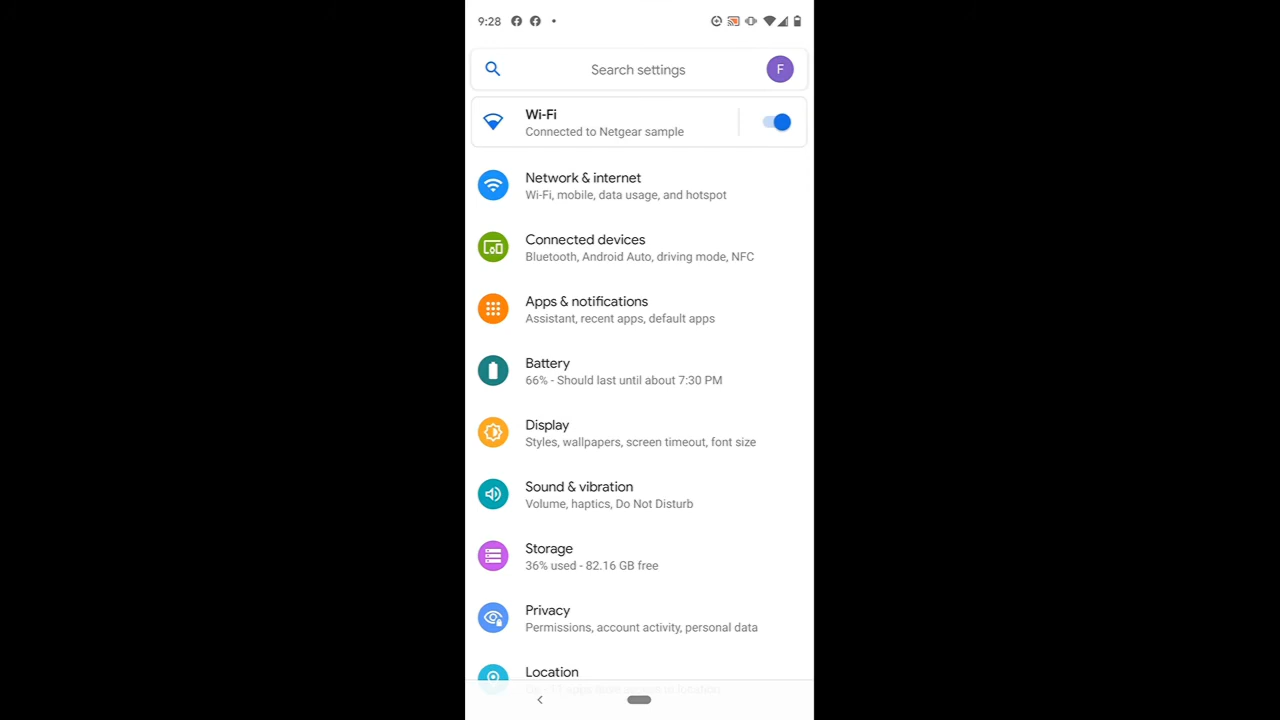 9:28
Search settings
F
Wi-Fi
Connected to Netgear sample
Network & internet
Wi-Fi, mobile, data usage, and hotspot
Connected devices
Bluetooth, Android Auto, driving mode, NFC
Apps & notifications
Assistant, recent apps, default apps
Battery
66% - Should last until about 7:30 PM
Display
Styles, wallpapers, screen timeout, font size
Sound & vibration
Volume, haptics, Do Not Disturb
Storage
36% used - 82.16 GB free
Privacy
Permissions, account activity, personal data
Location